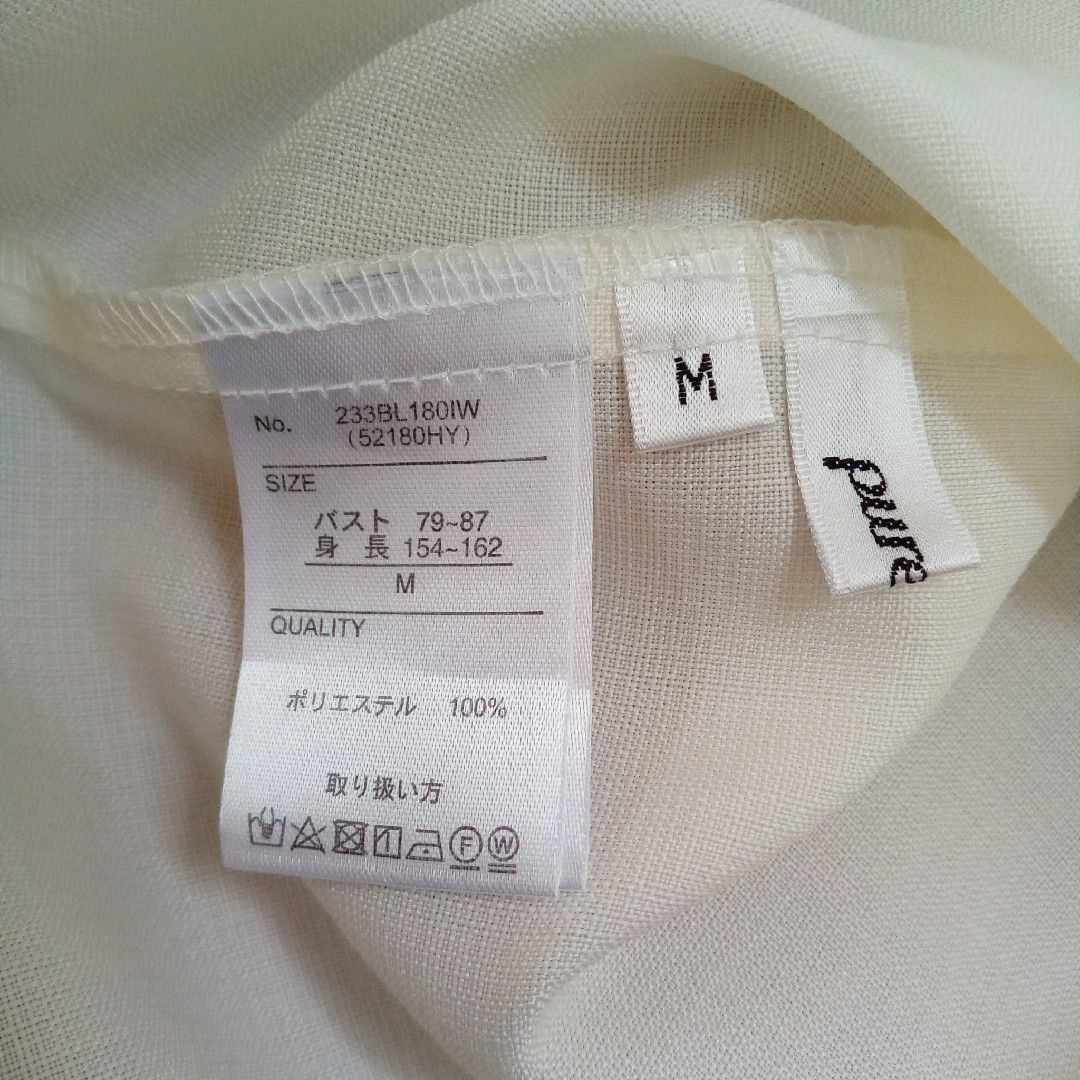 No. 233BL180IW
(52180HY)
SIZE
バスト 79~87
身 長 154~162
M
QUALITY
ポリエステル 100%
取り扱い方
F W
M
pure